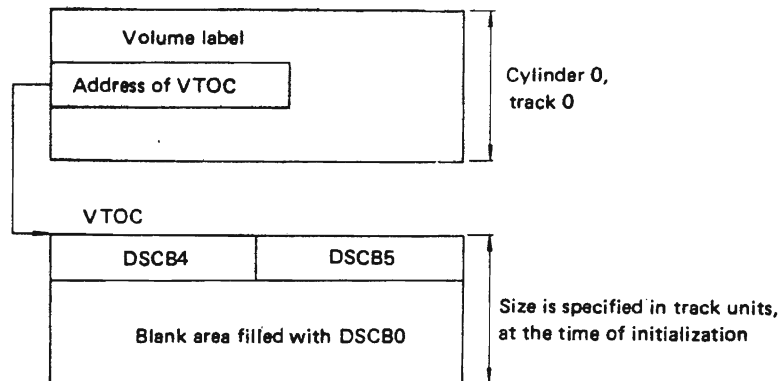 Volume label
Address of VTOC
Cylinder 0,
track 0
VTOC
DSCB4
DSCB5
Blank area filled with DSCB0
Size is specified in track units,
at the time of initialization